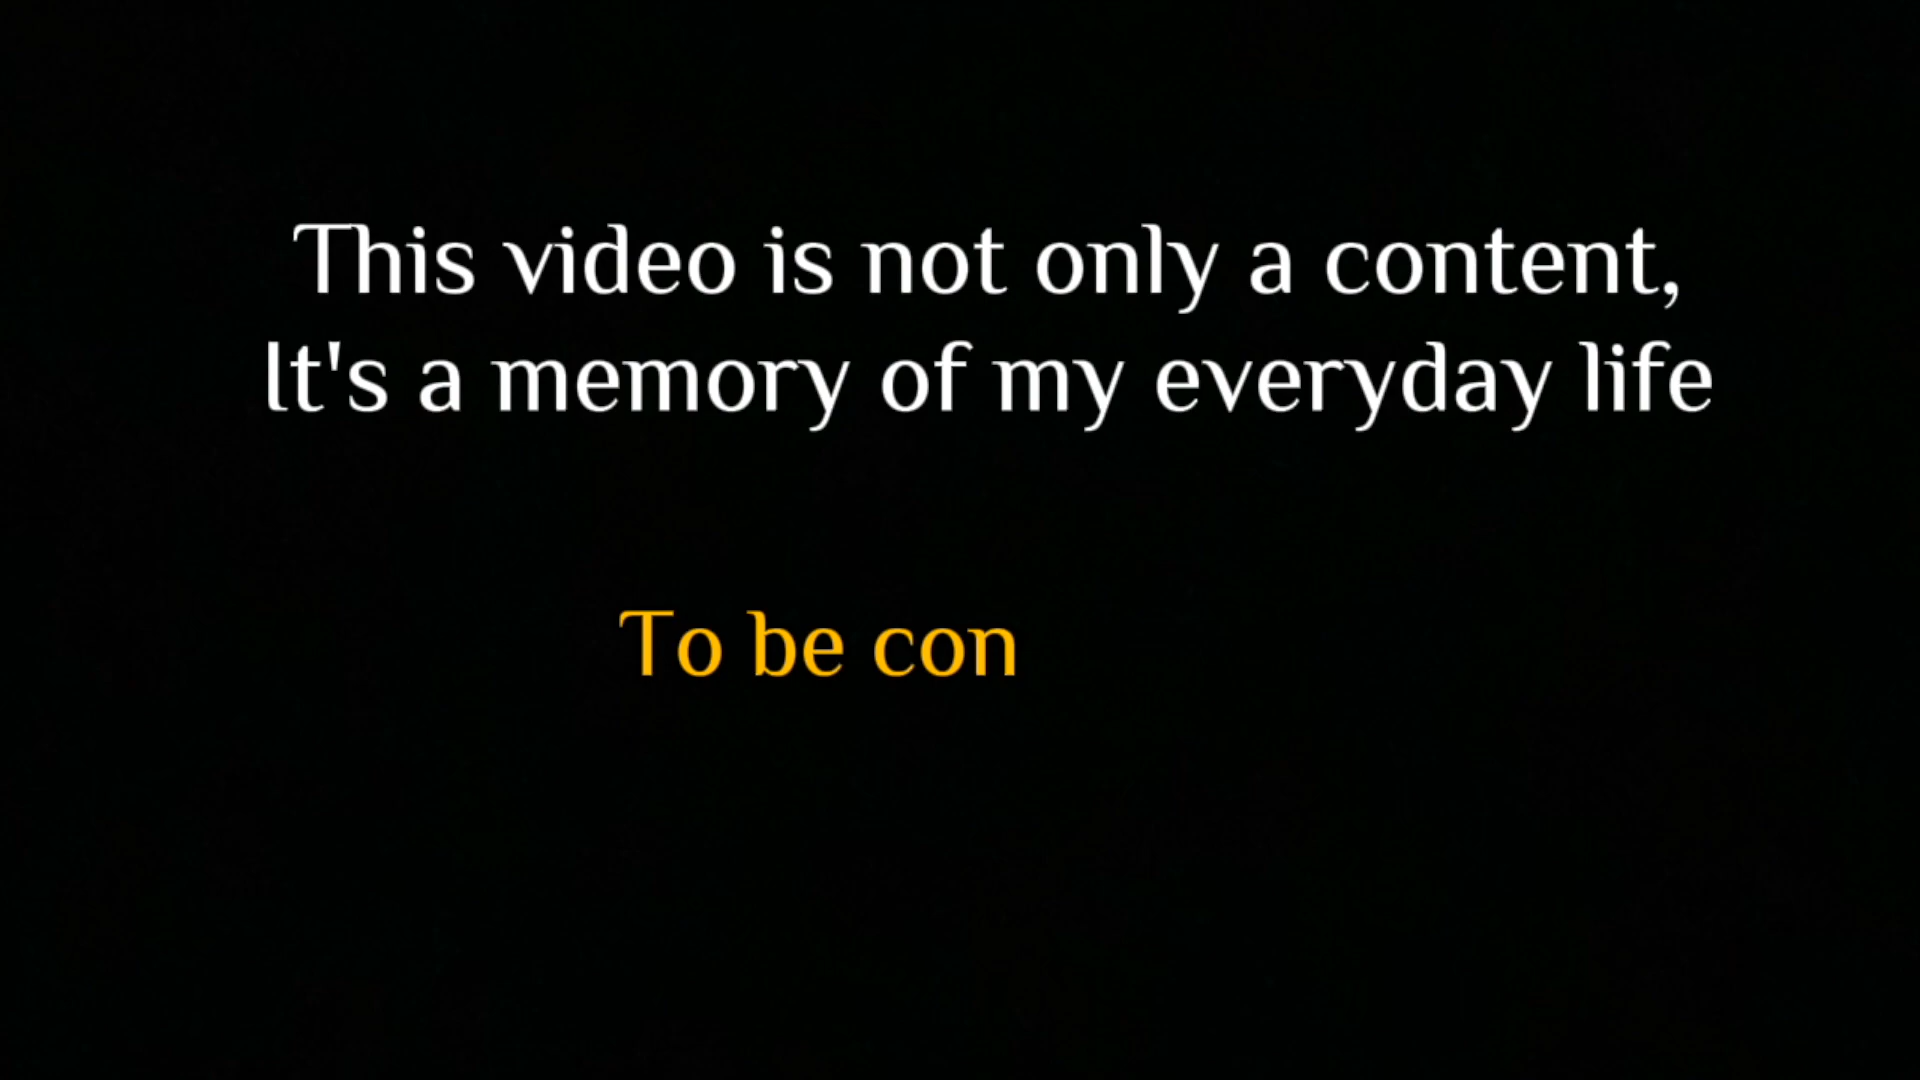 This video is not only a content,
It's a memory of my everyday life
To be con